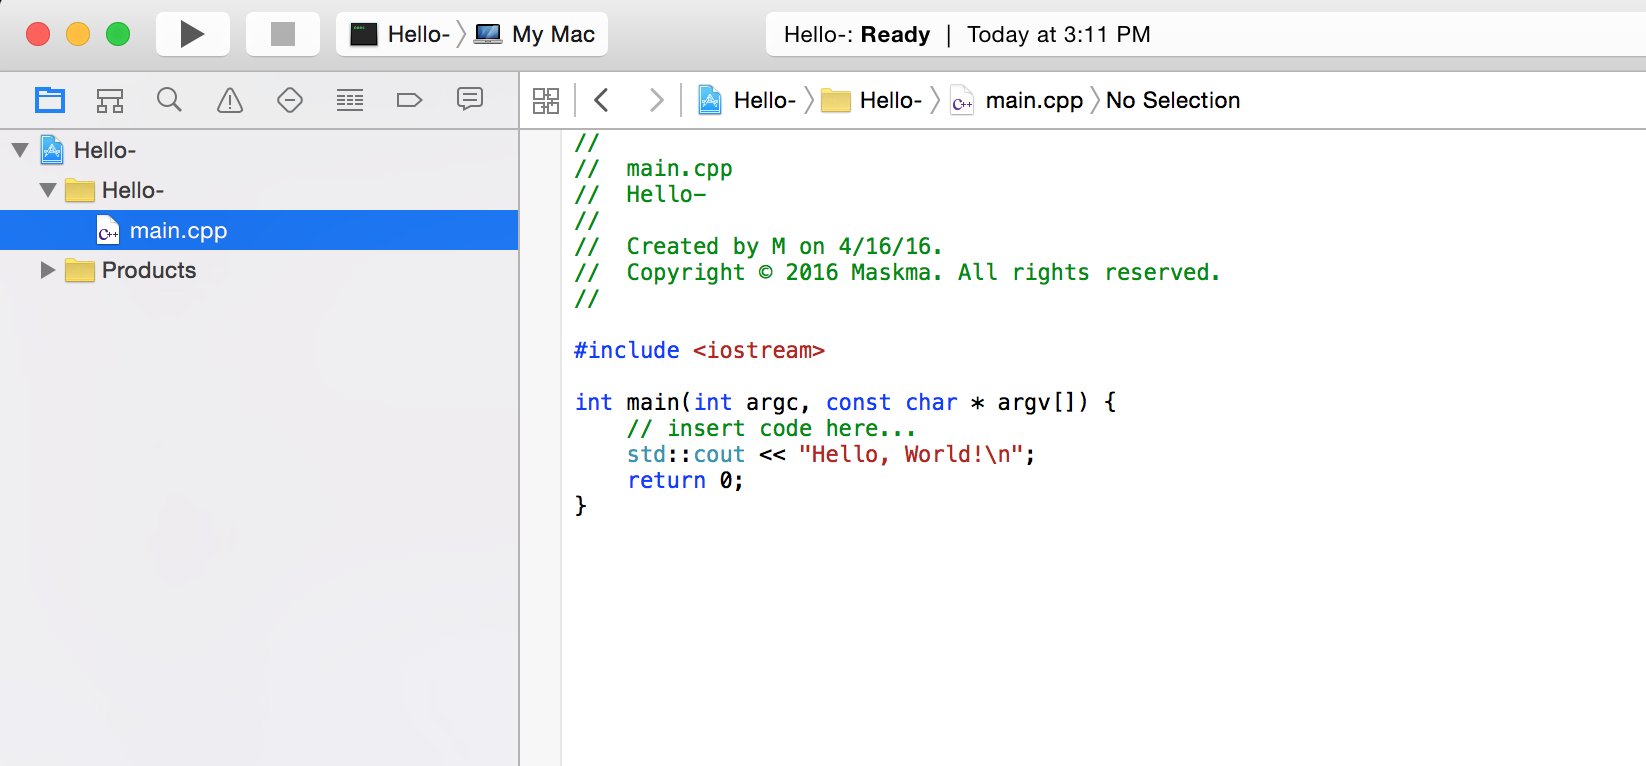 Hello- My Mac
Hello-: Ready | Today at 3:11 PM
Hello- Hello- main.cpp No Selection
Hello-
Hello-
main.cpp
Products
//
//  main.cpp
//  Hello-
//
//  Created by M on 4/16/16.
//  Copyright © 2016 Maskma. All rights reserved.
//
#include <iostream>
int main(int argc, const char * argv[]) {
    // insert code here...
    std::cout << "Hello, World!\n";
    return 0;
}